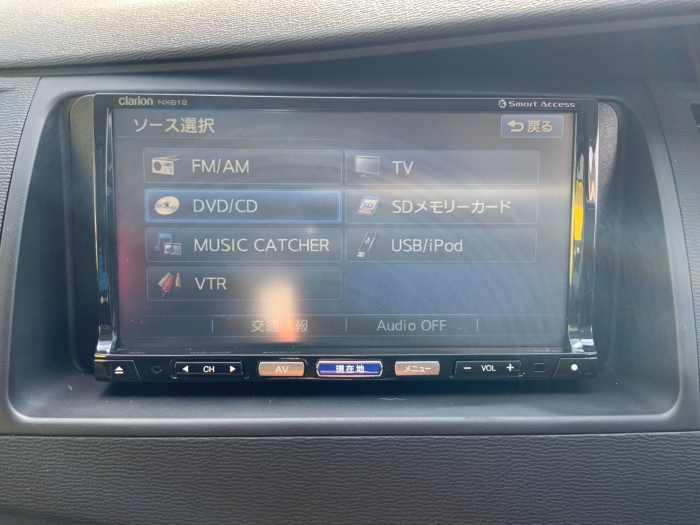 Clarion NX612 Smart Access
ソース選択 戻る
FM/AM TV
DVD/CD SDメモリーカード
MUSIC CATCHER USB/iPod
VTR
交通情報 Audio OFF
CH AV 現在地 メニュー - VOL +